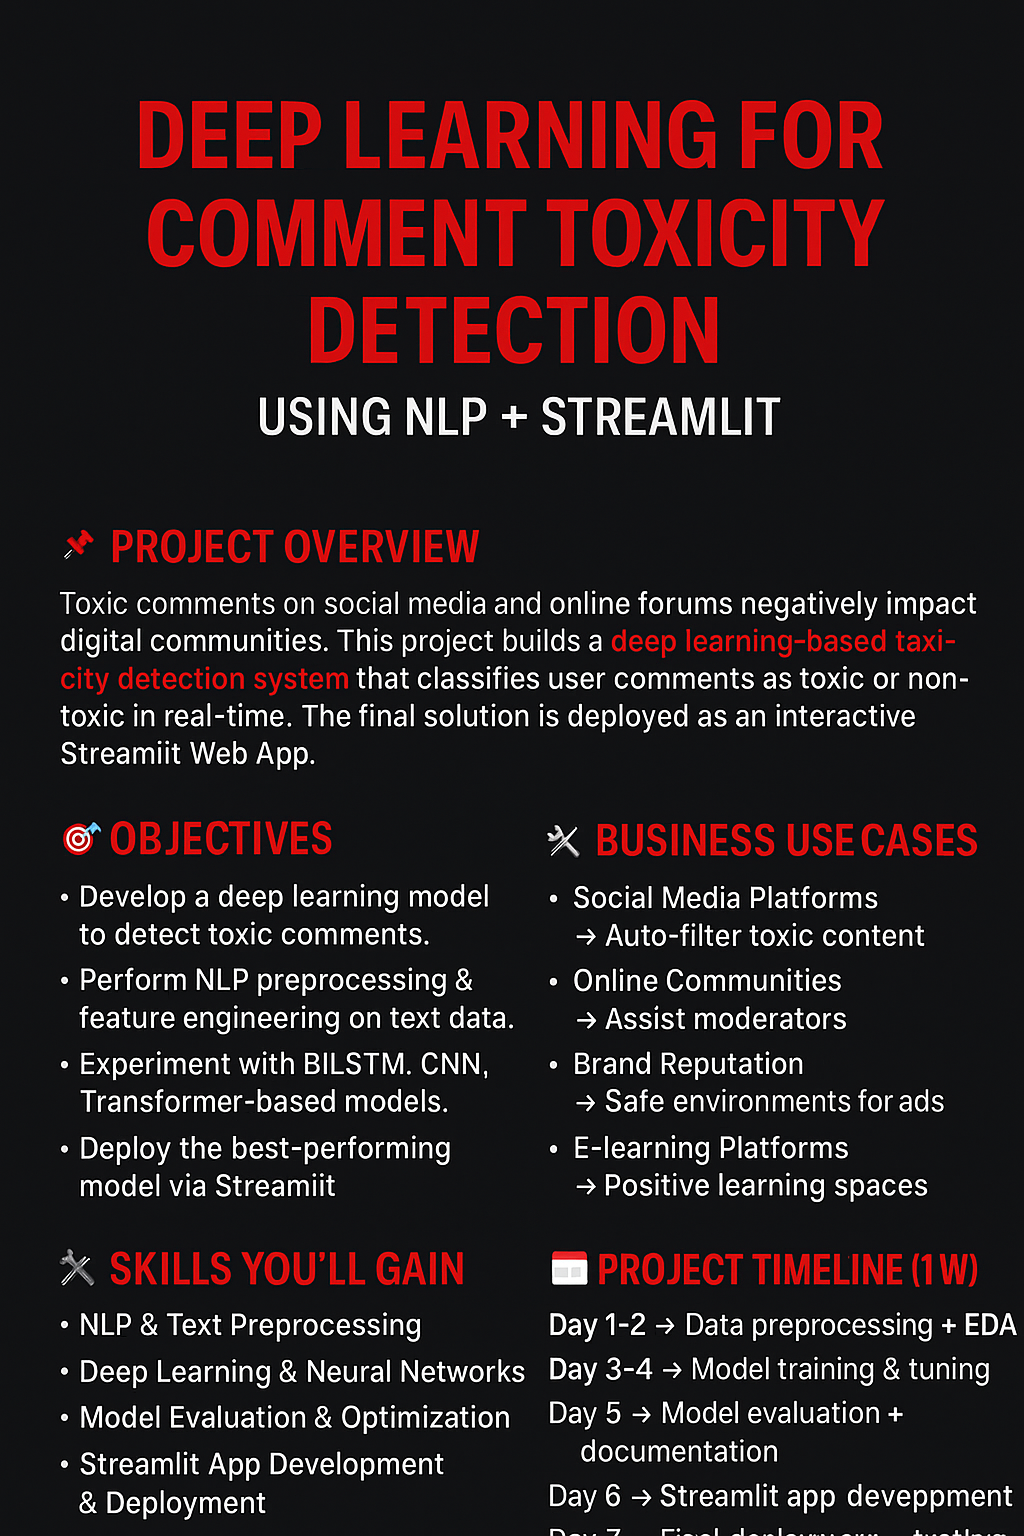 DEEP LEARNING FOR
COMMENT TOXICITY
DETECTION
USING NLP + STREAMLIT
PROJECT OVERVIEW
Toxic comments on social media and online forums negatively impact
digital communities. This project builds a deep learning-based taxi-
city detection system that classifies user comments as toxic or non-
toxic in real-time. The final solution is deployed as an interactive
Streamiit Web App.
OBJECTIVES
• Develop a deep learning model
to detect toxic comments.
• Perform NLP preprocessing &
feature engineering on text data.
• Experiment with BILSTM. CNN,
Transformer-based models.
• Deploy the best-performing
model via Streamiit
BUSINESS USE CASES
• Social Media Platforms
→ Auto-filter toxic content
• Online Communities
→ Assist moderators
• Brand Reputation
→ Safe environments for ads
• E-learning Platforms
→ Positive learning spaces
SKILLS YOU'LL GAIN
• NLP & Text Preprocessing
• Deep Learning & Neural Networks
• Model Evaluation & Optimization
• Streamlit App Development
& Deployment
PROJECT TIMELINE (1 W)
Day 1-2 → Data preprocessing + EDA
Day 3-4 → Model training & tuning
Day 5 → Model evaluation +
documentation
Day 6 → Streamlit app deveppment